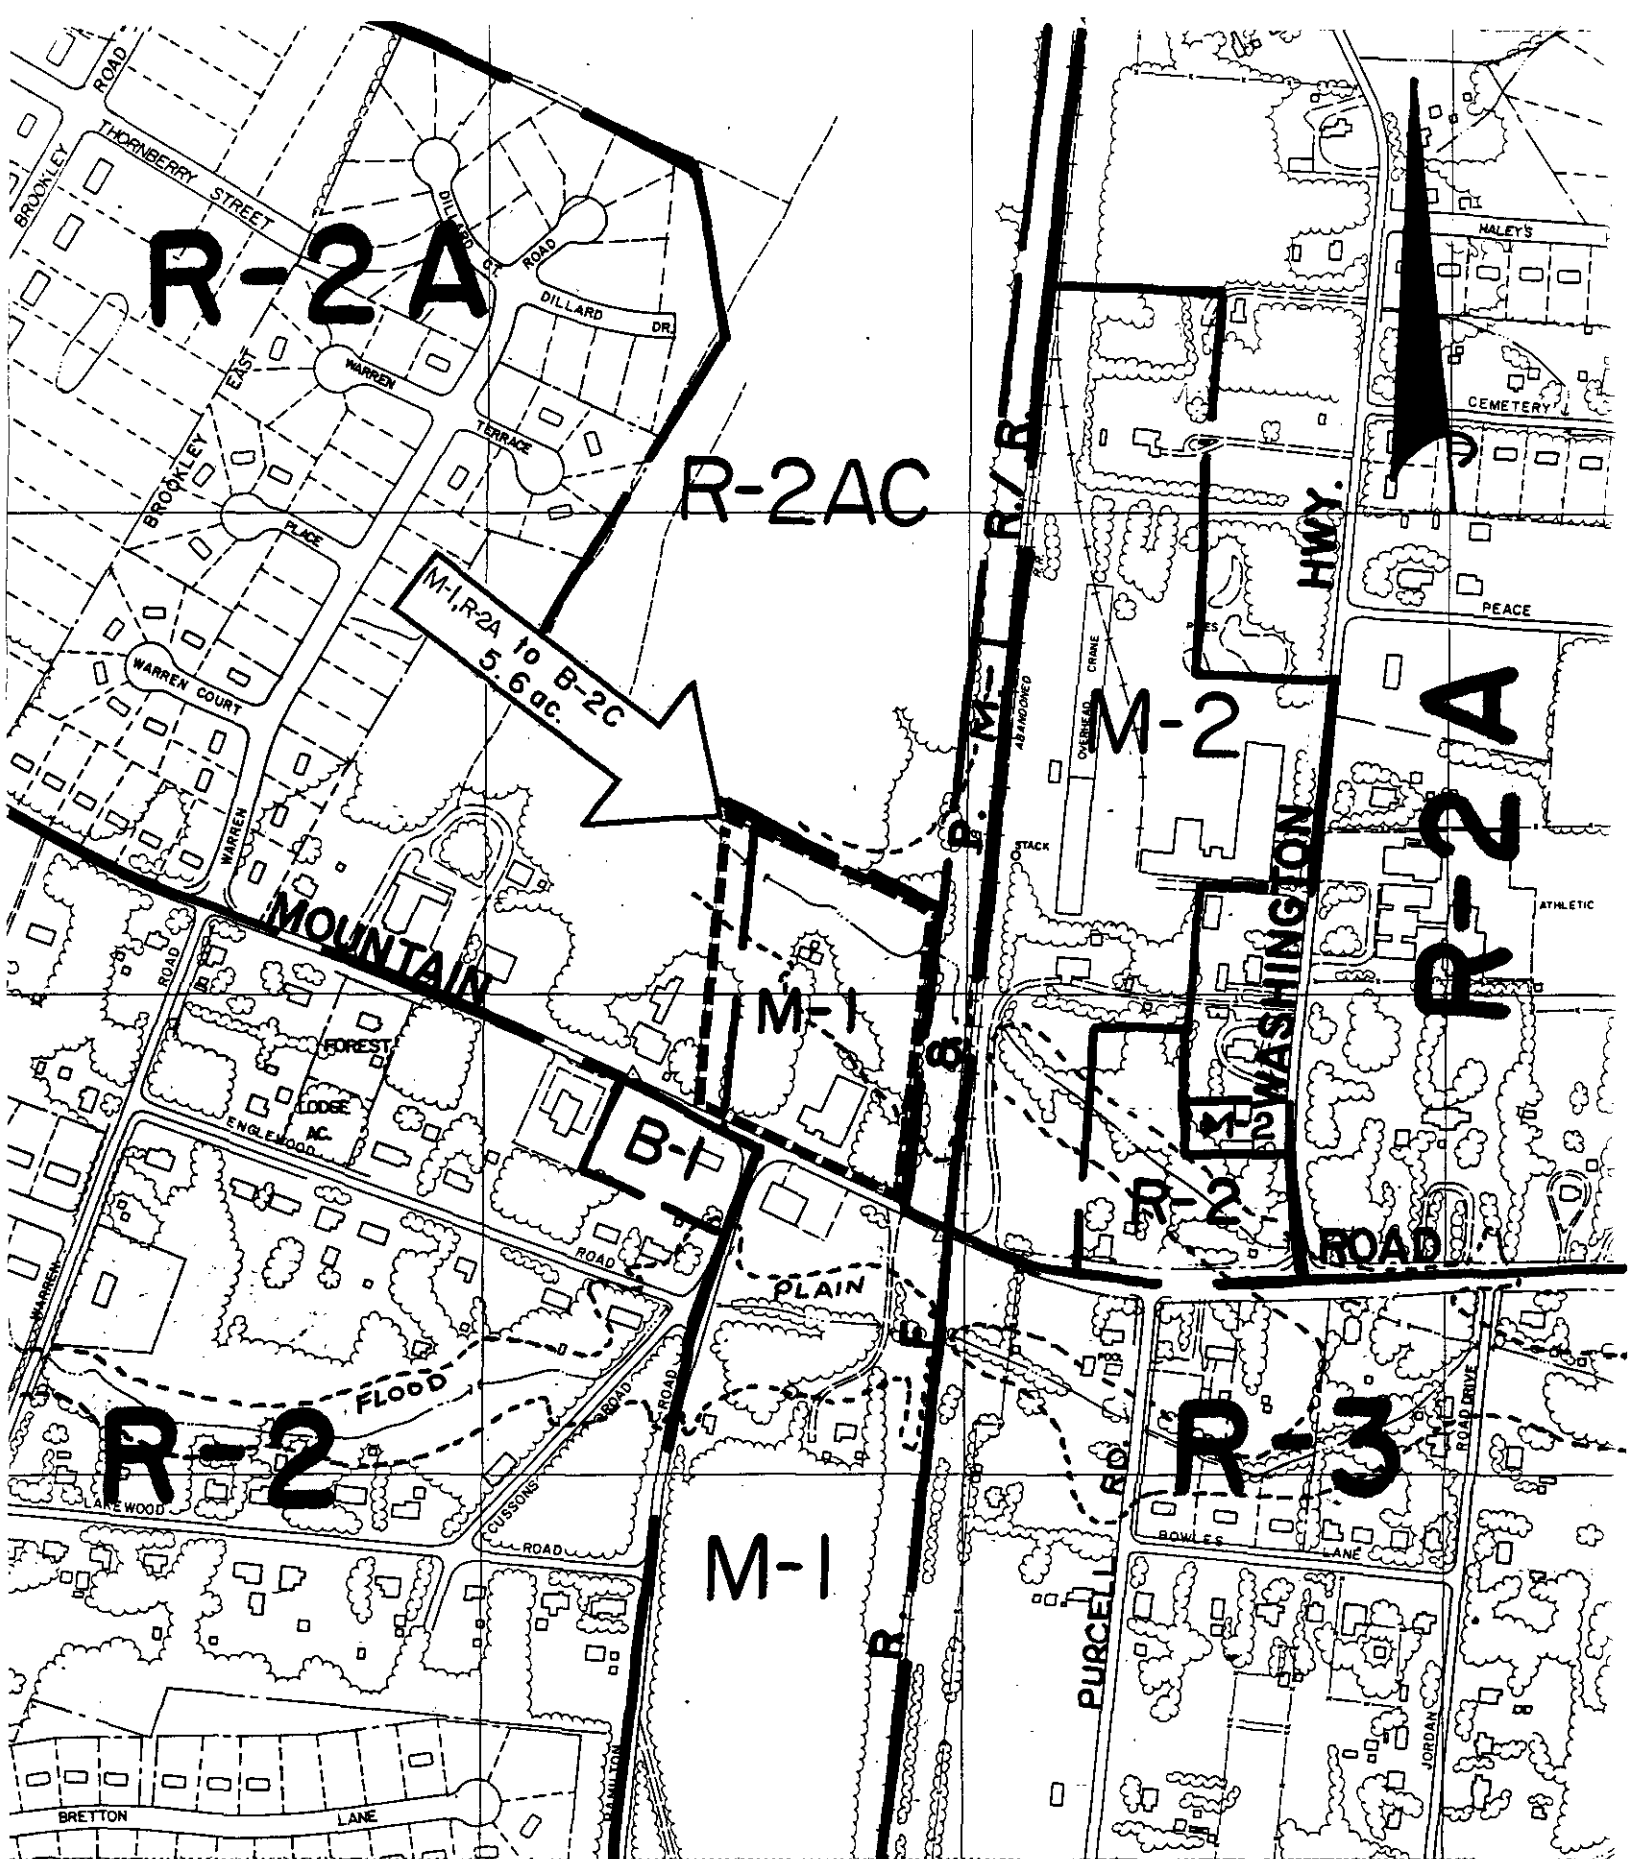 ROAD
BROOKLEY
THORNBERRY STREET
R-2A
DILLARD
CT.
ROAD
DILLARD DR.
HALEY'S
EAST
BROOKLEY
WARREN
TERRACE
PLACE
CEMETERY
R-2AC
R. / R.
HWY.
R.R.
PEACE
M-1, R-2A to B-2C
5.6 ac.
WARREN COURT
WARREN
M-1
ABANDONED
OVERHEAD CRANE
M-2
R-2A
STACK
P.
WASHINGTON
ATHLETIC
MOUNTAIN
ROAD
M-1
&
FOREST
LODGE
AC.
ENGLEWOOD
ROAD
B-1
M-2
R-2
ROAD
WARREN
PLAIN
F
FLOOD
ROAD
ROAD
R-2
R-3
ROAD DRIVE
LAKEWOOD
CUSSONS
ROAD
PURCELL RD.
BOWLES LANE
M-1
R.
JORDAN
HAMILTON
BRETTON LANE